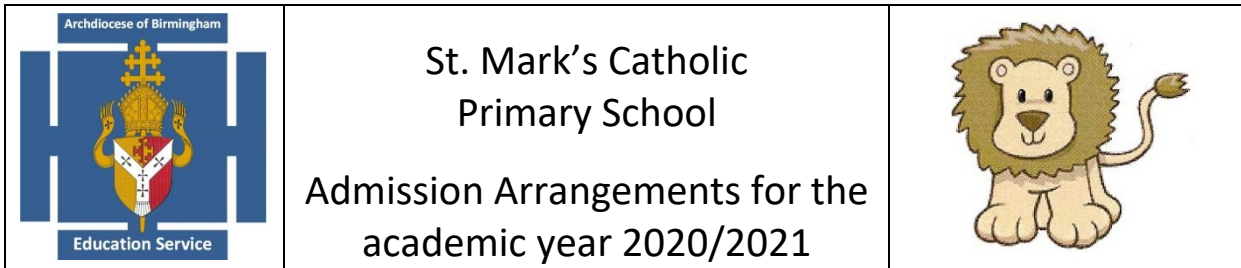 Archdiocese of Birmingham
Education Service
St. Mark’s Catholic
Primary School
Admission Arrangements for the
academic year 2020/2021